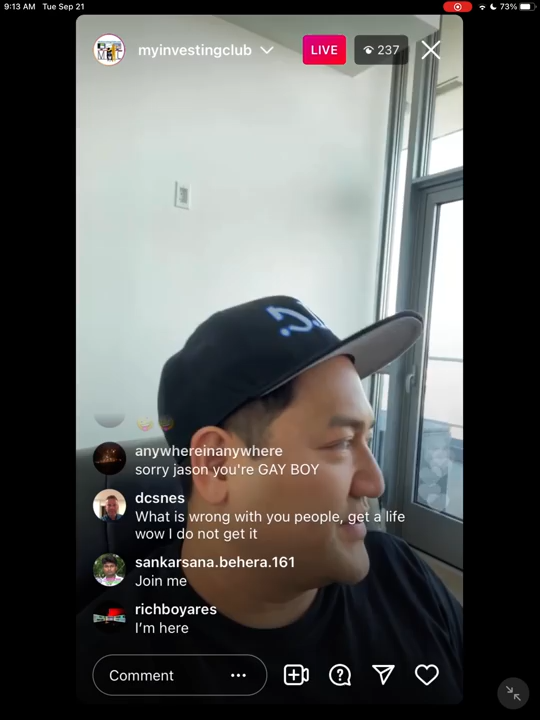 9:13 AM Tue Sep 21
73%
myinvestingclub
LIVE
237
anywhereinanywhere
sorry jason you're GAY BOY
dcsnes
What is wrong with you people, get a life
wow I do not get it
sankarsana.behera.161
Join me
richboyares
I'm here
Comment